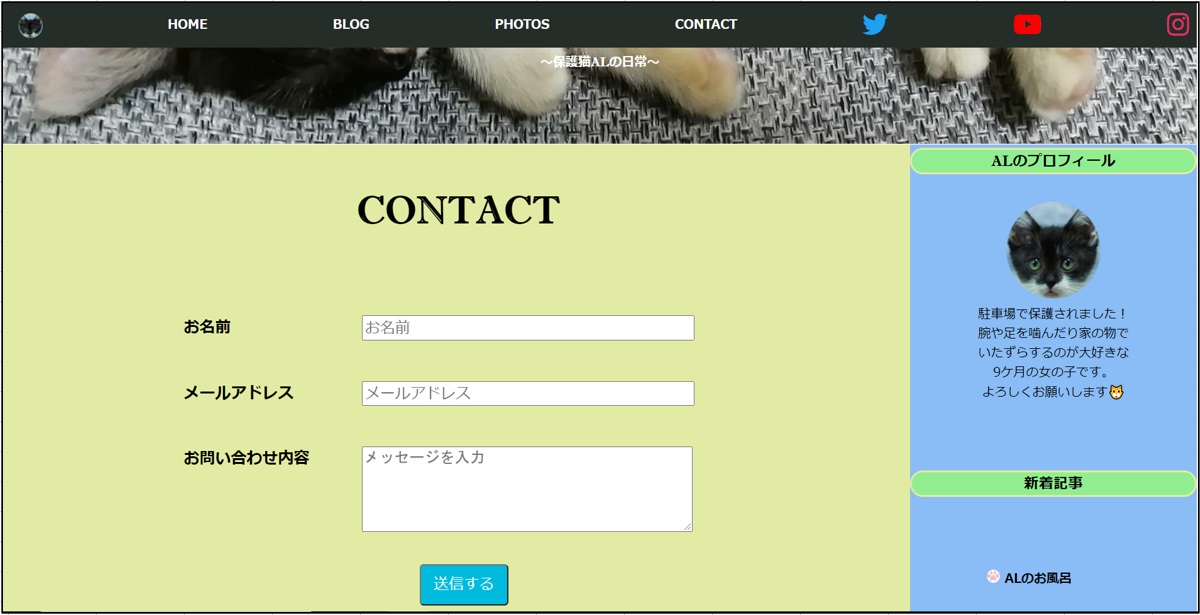 HOME BLOG PHOTOS CONTACT
～保護猫ALの日常～
CONTACT
お名前 お名前
メールアドレス メールアドレス
お問い合わせ内容 メッセージを入力
送信する
ALのプロフィール
駐車場で保護されました！
腕や足を噛んだり家の物で
いたずらするのが大好きな
9ケ月の女の子です。
よろしくお願いします🐱
新着記事
ALのお風呂